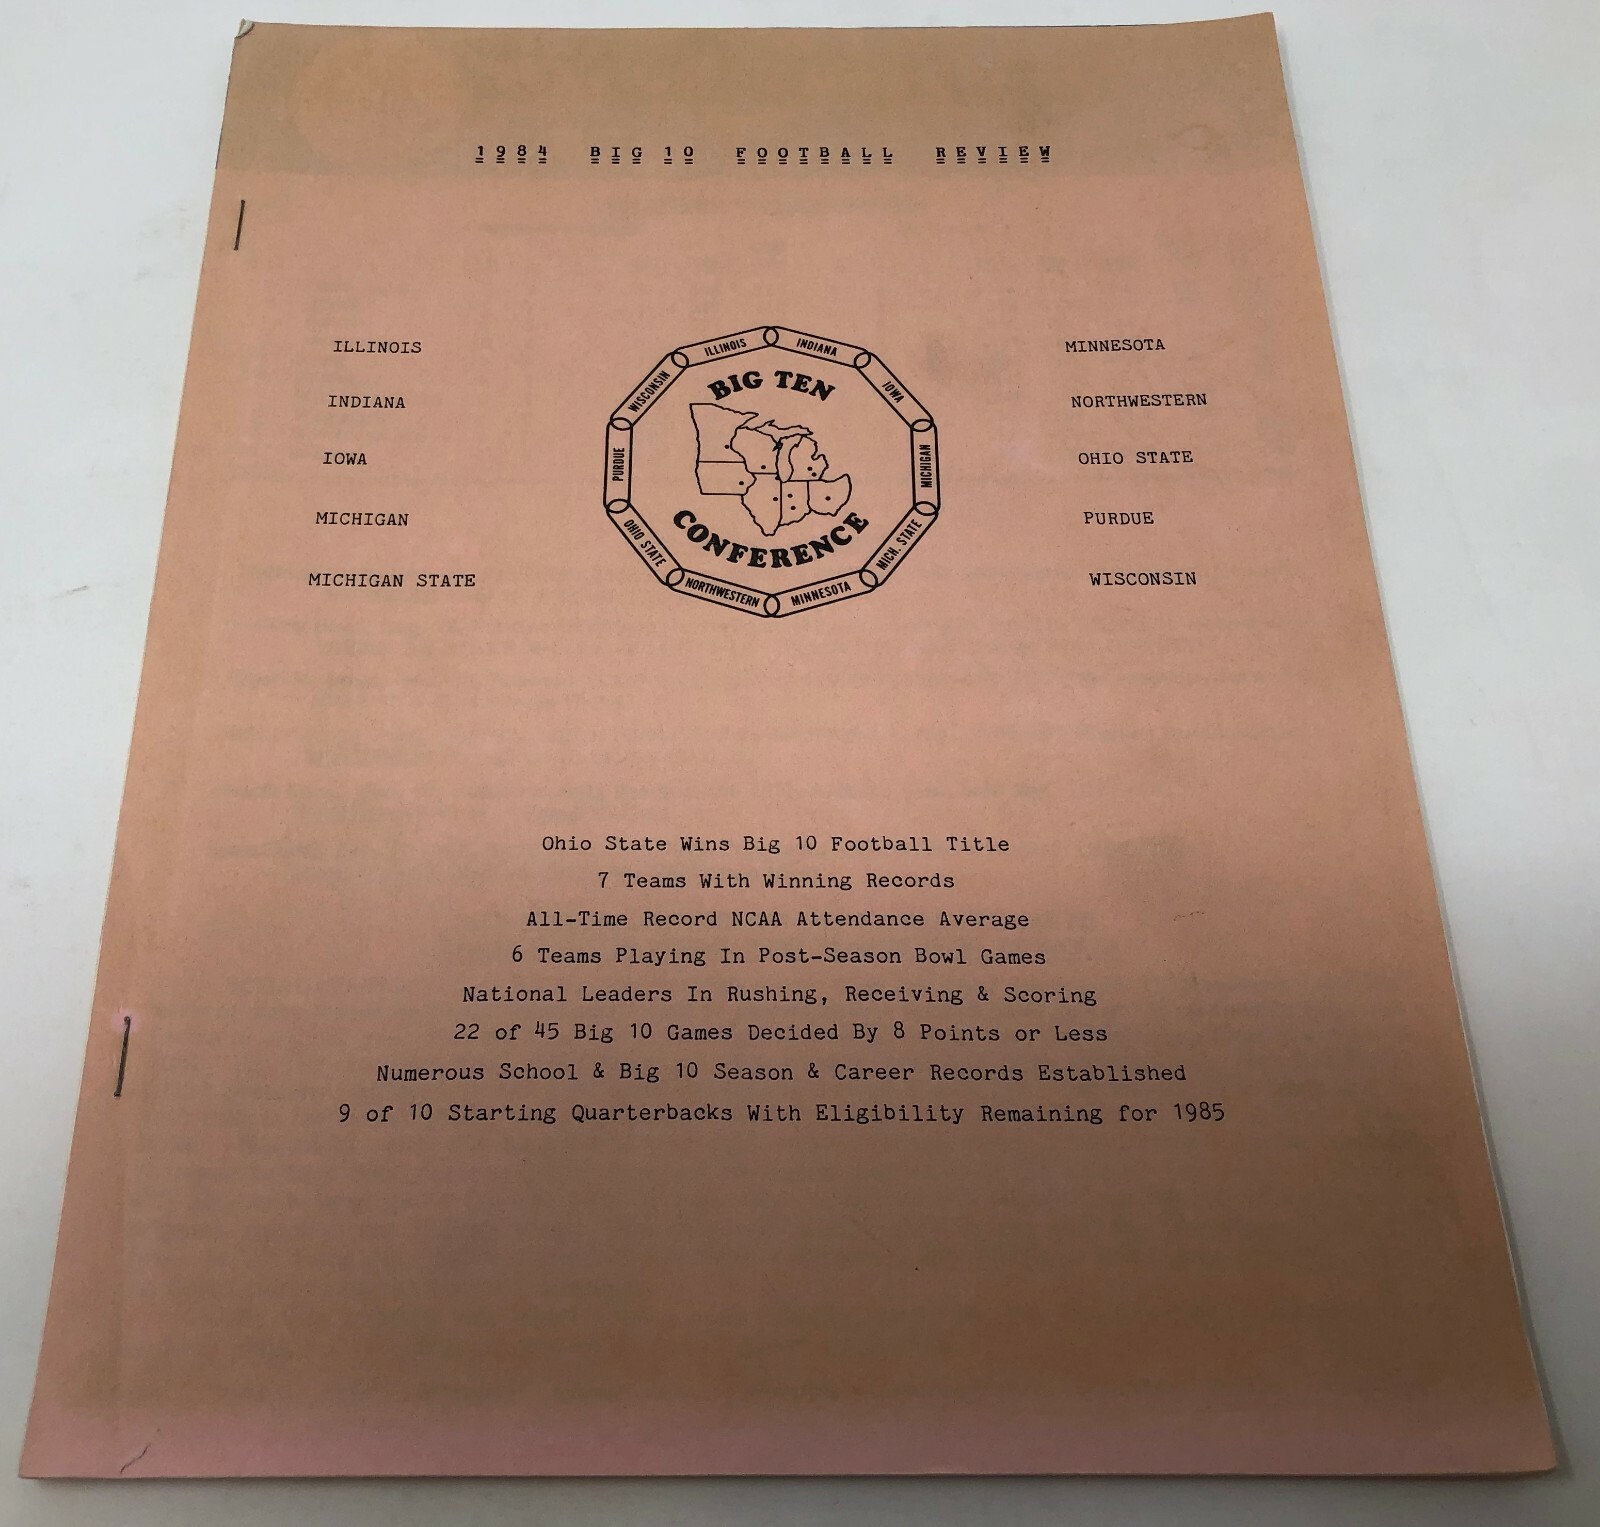 1984 BIG 10 FOOTBALL REVIEW
ILLINOIS
INDIANA
IOWA
MICHIGAN
MICHIGAN STATE
BIG TEN
CONFERENCE
ILLINOIS
INDIANA
IOWA
MICHIGAN
MICH. STATE
MINNESOTA
NORTHWESTERN
OHIO STATE
PURDUE
WISCONSIN
MINNESOTA
NORTHWESTERN
OHIO STATE
PURDUE
WISCONSIN
Ohio State Wins Big 10 Football Title
7 Teams With Winning Records
All-Time Record NCAA Attendance Average
6 Teams Playing In Post-Season Bowl Games
National Leaders In Rushing, Receiving & Scoring
22 of 45 Big 10 Games Decided By 8 Points or Less
Numerous School & Big 10 Season & Career Records Established
9 of 10 Starting Quarterbacks With Eligibility Remaining for 1985